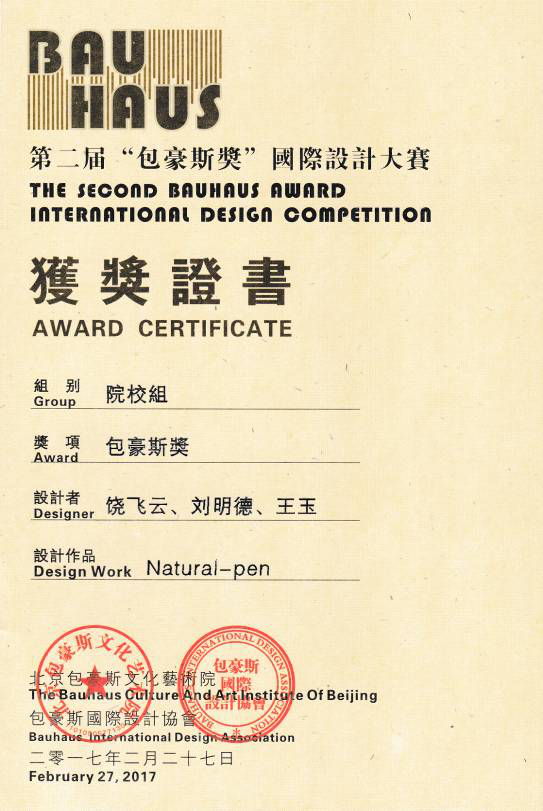 BAU
HAUS
第二届“包豪斯獎”國際設計大賽
THE SECOND BAUHAUS AWARD
INTERNATIONAL DESIGN COMPETITION
獲獎證書
AWARD CERTIFICATE
組 别 院校組
Group
獎 項 包豪斯獎
Award
設計者 饶飞云、刘明德、王玉
Designer
設計作品 Natural-pen
Design Work
北京包豪斯文化艺术院
BAUHAUS INTERNATIONAL DESIGN ASSOCIATION
包豪斯
國際
設計協會
北京包豪斯文化藝術院
The Bauhaus Culture And Art Institute Of Beijing
包豪斯國際設計協會
Bauhaus International Design Association
二零一七年二月二十七日
February 27, 2017